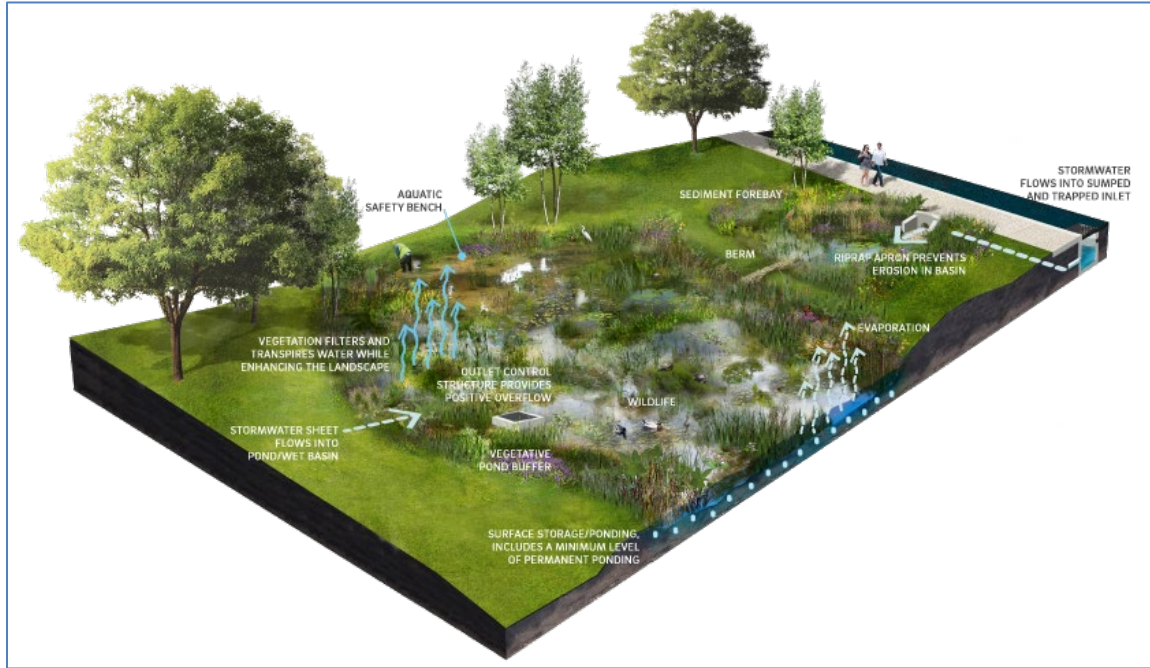 STORMWATER
FLOWS INTO SUMPED
AND TRAPPED INLET
AQUATIC
SAFETY BENCH
SEDIMENT FOREBAY
BERM
RIPRAP APRON PREVENTS
EROSION IN BASIN
EVAPORATION
VEGETATION FILTERS AND
TRANSPIRES WATER WHILE
ENHANCING THE LANDSCAPE
OUTLET CONTROL
STRUCTURE PROVIDES
POSITIVE OVERFLOW
WILDLIFE
STORMWATER SHEET
FLOWS INTO
POND/WET BASIN
VEGETATIVE
POND BUFFER
SURFACE STORAGE/PONDING,
INCLUDES A MINIMUM LEVEL
OF PERMANENT PONDING